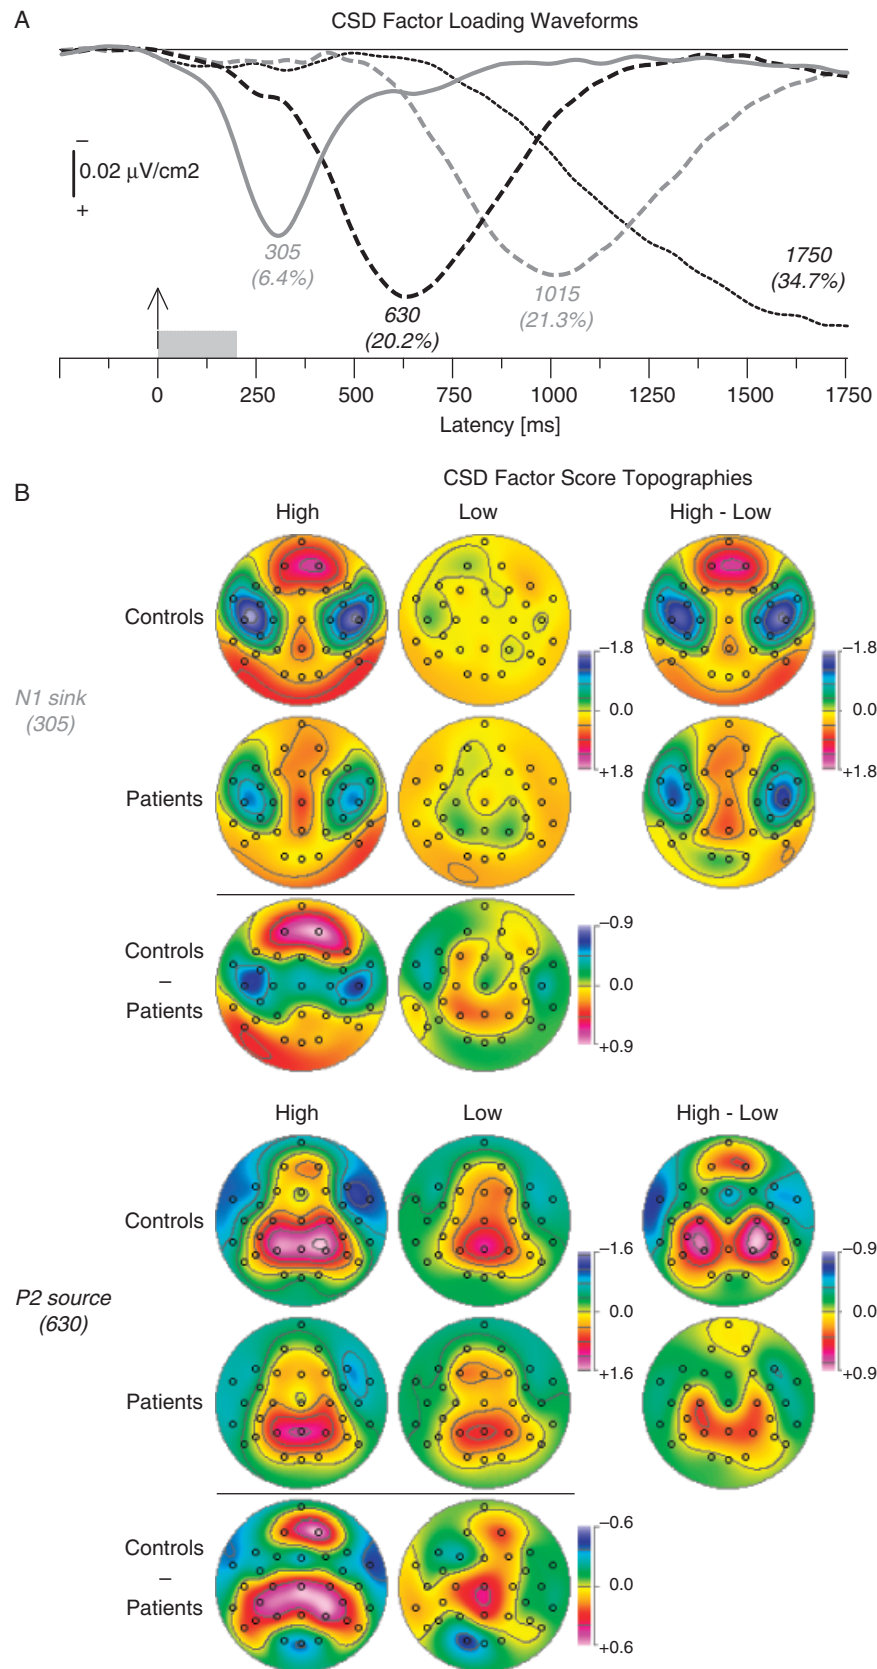 A
CSD Factor Loading Waveforms
–
0.02 μV/cm2
+
305
(6.4%)
630
(20.2%)
1015
(21.3%)
1750
(34.7%)
0 250 500 750 1000 1250 1500 1750
Latency [ms]
B
CSD Factor Score Topographies
High Low High - Low
Controls
N1 sink
(305)
–1.8
0.0
+1.8
–1.8
0.0
+1.8
Patients
Controls
–
Patients
–0.9
0.0
+0.9
High Low High - Low
Controls
P2 source
(630)
–1.6
0.0
+1.6
–0.9
0.0
+0.9
Patients
Controls
–
Patients
–0.6
0.0
+0.6